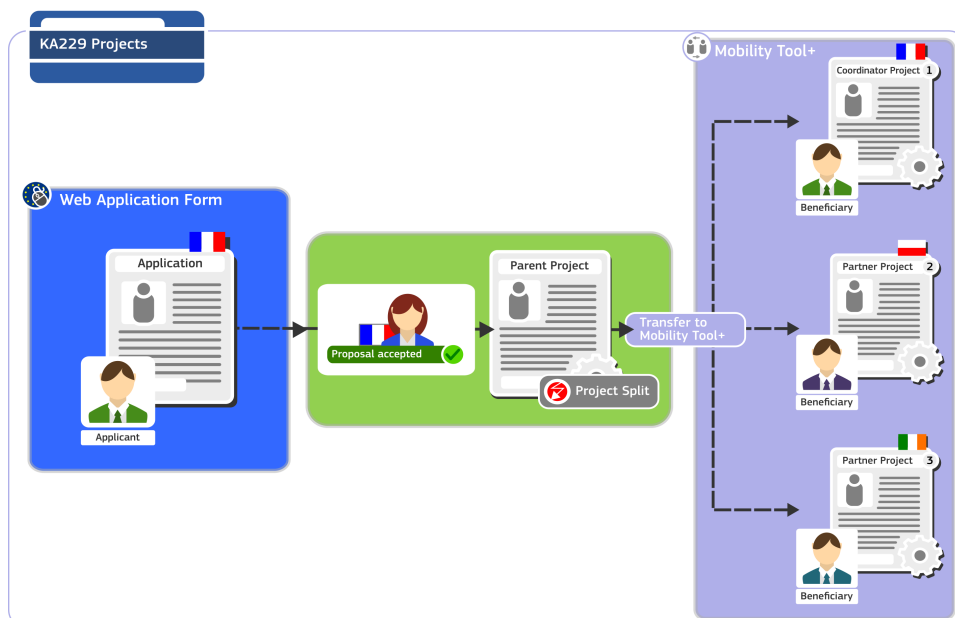 KA229 Projects
Web Application Form
Application
Applicant
Proposal accepted
Parent Project
Project Split
Transfer to
Mobility Tool+
Mobility Tool+
Coordinator Project 1
Beneficiary
Partner Project 2
Beneficiary
Partner Project 3
Beneficiary